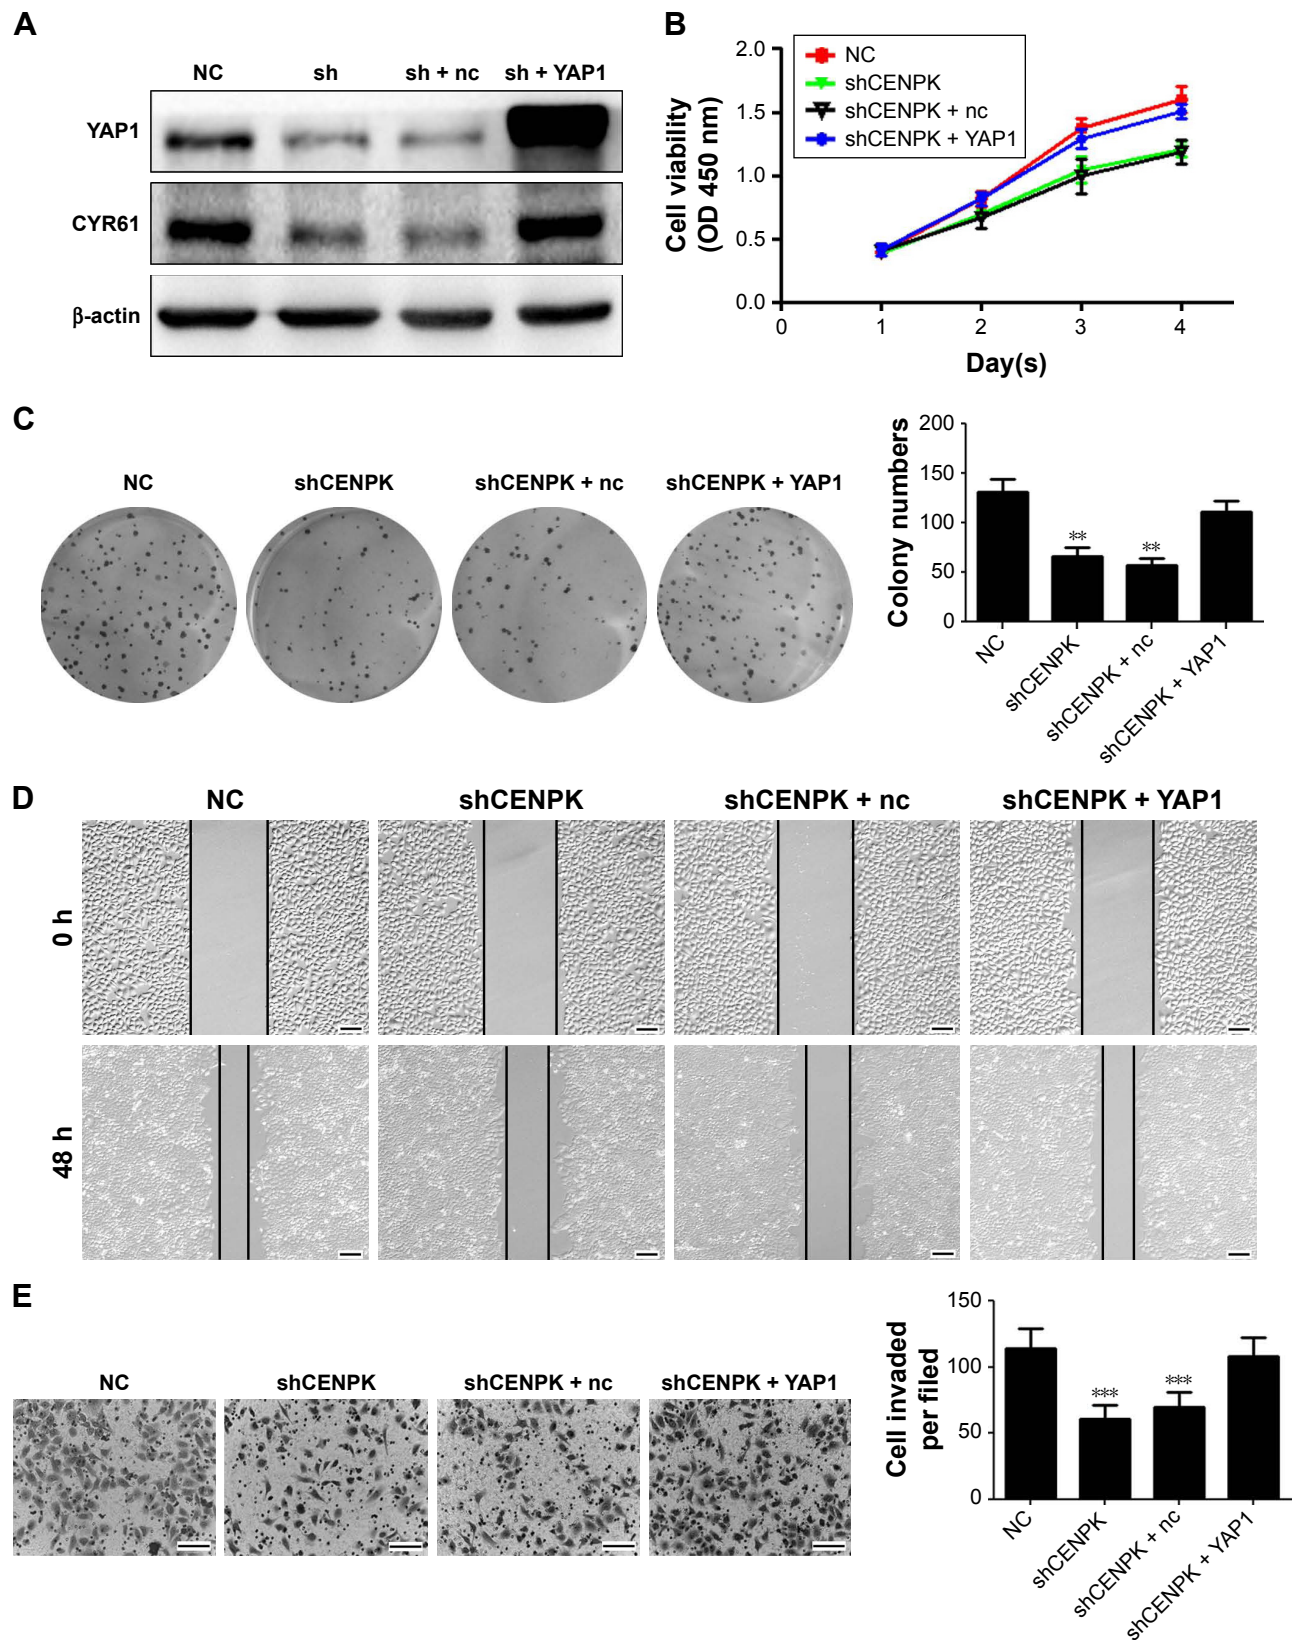 A
NC sh sh + nc sh + YAP1
YAP1
CYR61
β-actin
B
Cell viability
(OD 450 nm)
2.0
1.5
1.0
0.5
0.0
NC
shCENPK
shCENPK + nc
shCENPK + YAP1
0 1 2 3 4
Day(s)
C
NC shCENPK shCENPK + nc shCENPK + YAP1
Colony numbers
200
150
100
50
0
** **
NC
shCENPK
shCENPK + nc
shCENPK + YAP1
D
NC shCENPK shCENPK + nc shCENPK + YAP1
0 h
48 h
E
NC shCENPK shCENPK + nc shCENPK + YAP1
Cell invaded
per filed
150
100
50
0
*** ***
NC
shCENPK
shCENPK + nc
shCENPK + YAP1